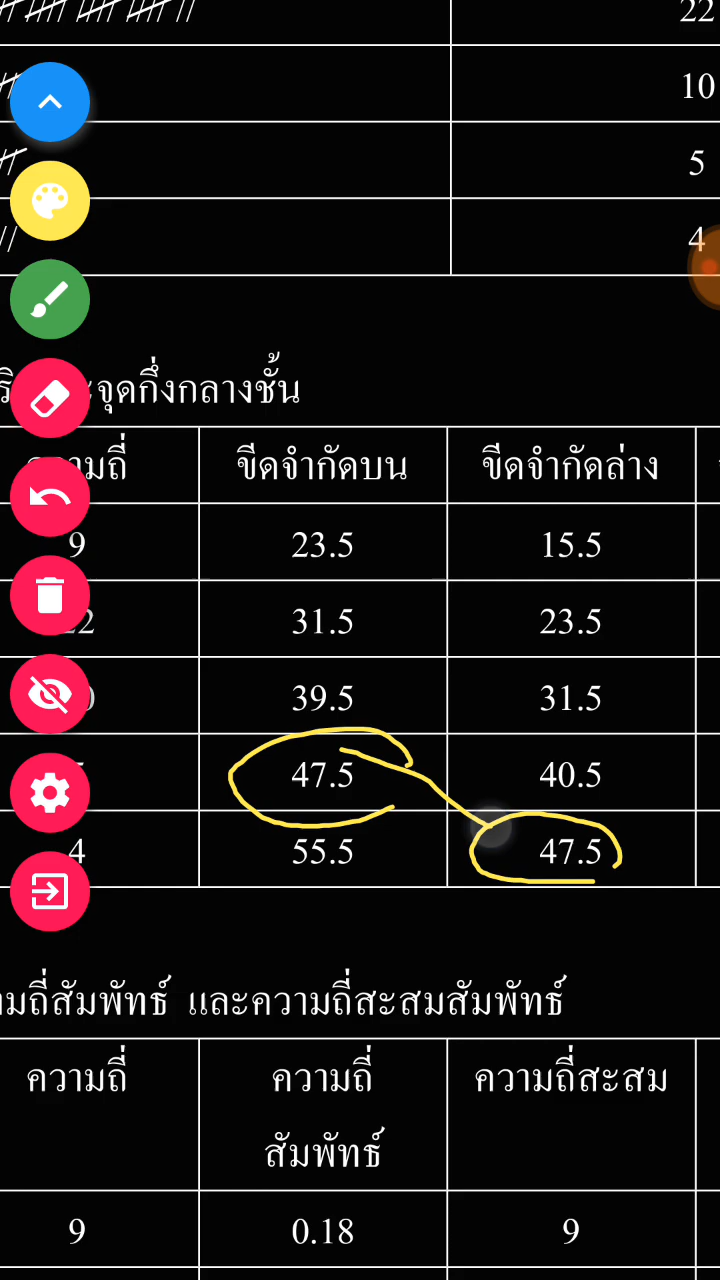 22
10
5
4
จุดกึ่งกลางชั้น
ขีดจำกัดบน ขีดจำกัดล่าง
9 23.5 15.5
31.5 23.5
39.5 31.5
47.5 40.5
4 55.5 47.5
ความถี่สัมพัทธ์ และความถี่สะสมสัมพัทธ์
ความถี่ ความถี่ ความถี่สะสม
สัมพัทธ์
9 0.18 9